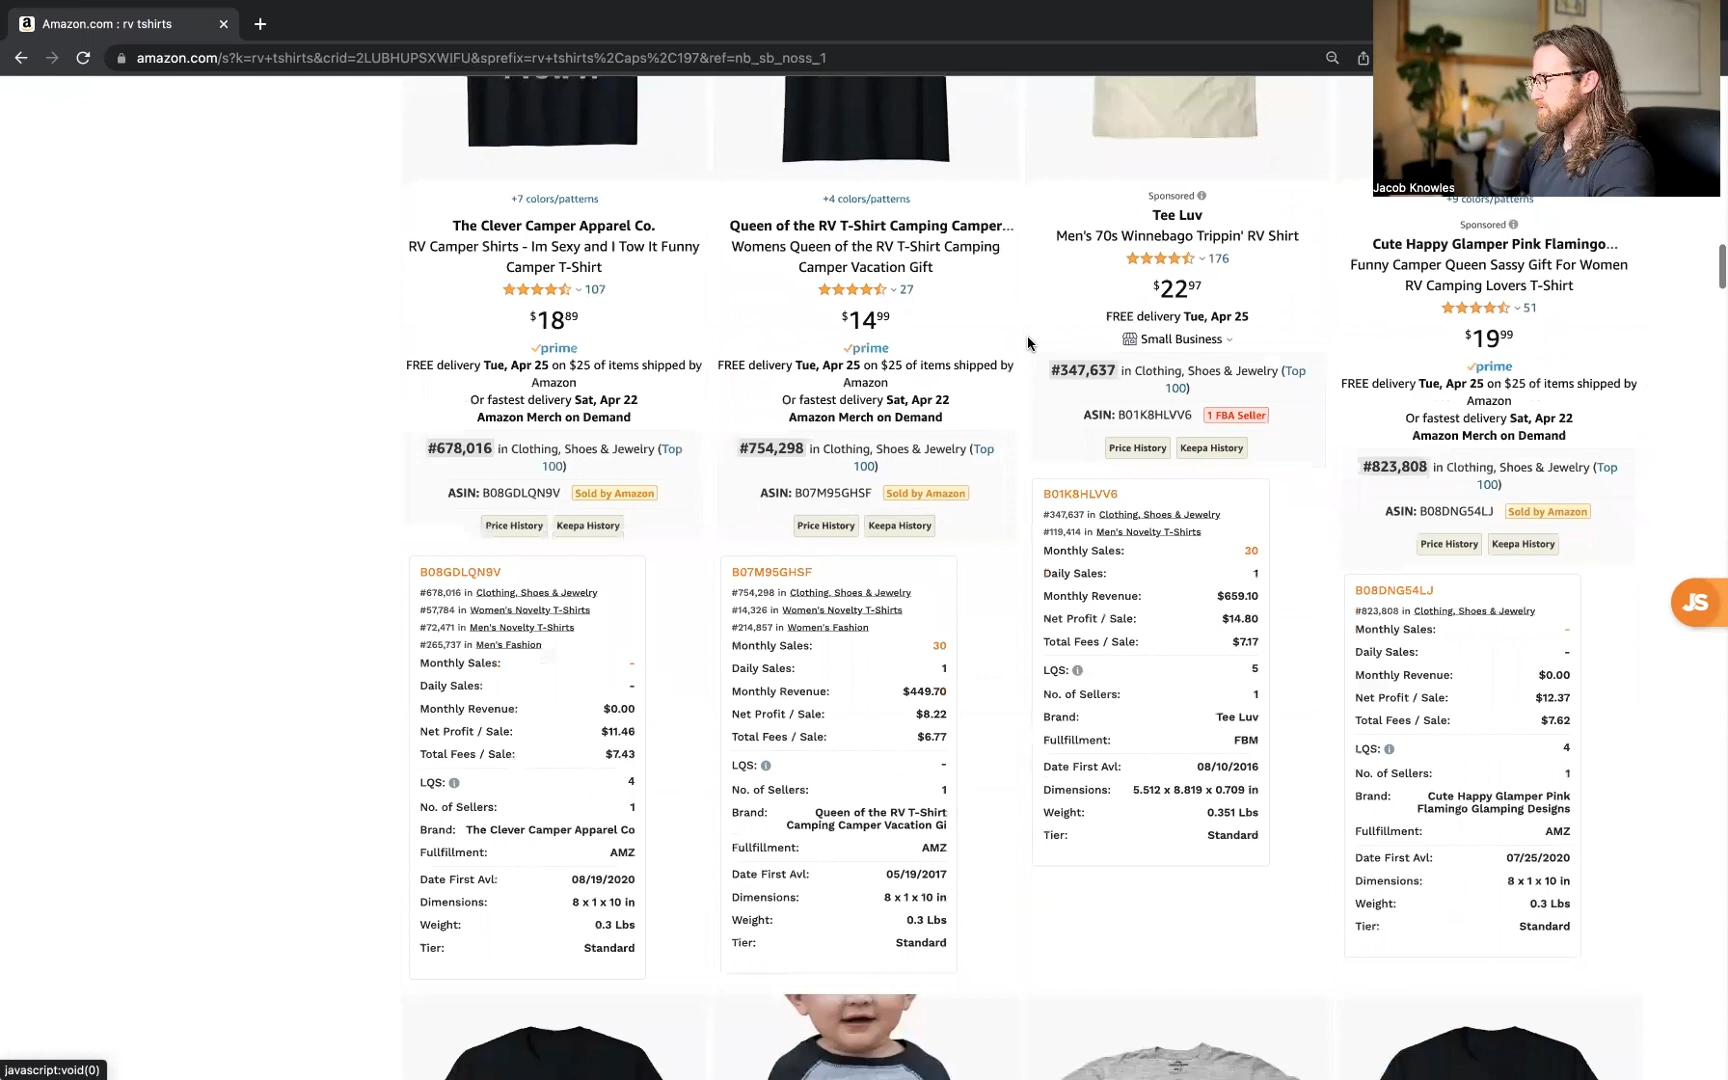 Amazon.com : rv tshirts
amazon.com/s?k=rv+tshirts&crid=2LUBHUPSXWIFU&sprefix=rv+tshirts%2Caps%2C197&ref=nb_sb_noss_1
Jacob Knowles
+7 colors/patterns
The Clever Camper Apparel Co.
RV Camper Shirts - Im Sexy and I Tow It Funny
Camper T-Shirt
107
$18.89
prime
FREE delivery Tue, Apr 25 on $25 of items shipped by
Amazon
Or fastest delivery Sat, Apr 22
Amazon Merch on Demand
#678,016 in Clothing, Shoes & Jewelry (Top
100)
ASIN: B08GDLQN9V Sold by Amazon
Price History Keepa History
B08GDLQN9V
#678,016 in Clothing, Shoes & Jewelry
#57,784 in Women's Novelty T-Shirts
#72,471 in Men's Novelty T-Shirts
#265,737 in Men's Fashion
Monthly Sales: -
Daily Sales: -
Monthly Revenue: $0.00
Net Profit / Sale: $11.46
Total Fees / Sale: $7.43
LQS: 4
No. of Sellers: 1
Brand: The Clever Camper Apparel Co
Fullfillment: AMZ
Date First Avl: 08/19/2020
Dimensions: 8 x 1 x 10 in
Weight: 0.3 Lbs
Tier: Standard
+4 colors/patterns
Queen of the RV T-Shirt Camping Camper...
Womens Queen of the RV T-Shirt Camping
Camper Vacation Gift
27
$14.99
prime
FREE delivery Tue, Apr 25 on $25 of items shipped by
Amazon
Or fastest delivery Sat, Apr 22
Amazon Merch on Demand
#754,298 in Clothing, Shoes & Jewelry (Top
100)
ASIN: B07M95GHSF Sold by Amazon
Price History Keepa History
B07M95GHSF
#754,298 in Clothing, Shoes & Jewelry
#14,326 in Women's Novelty T-Shirts
#214,857 in Women's Fashion
Monthly Sales: 30
Daily Sales: 1
Monthly Revenue: $449.70
Net Profit / Sale: $8.22
Total Fees / Sale: $6.77
LQS: -
No. of Sellers: 1
Brand: Queen of the RV T-Shirt
Camping Camper Vacation Gi
Fullfillment: AMZ
Date First Avl: 05/19/2017
Dimensions: 8 x 1 x 10 in
Weight: 0.3 Lbs
Tier: Standard
Sponsored
Tee Luv
Men's 70s Winnebago Trippin' RV Shirt
176
$22.97
FREE delivery Tue, Apr 25
Small Business
#347,637 in Clothing, Shoes & Jewelry (Top
100)
ASIN: B01K8HLVV6 1 FBA Seller
Price History Keepa History
B01K8HLVV6
#347,637 in Clothing, Shoes & Jewelry
#119,414 in Men's Novelty T-Shirts
Monthly Sales: 30
Daily Sales: 1
Monthly Revenue: $659.10
Net Profit / Sale: $14.80
Total Fees / Sale: $7.17
LQS: 5
No. of Sellers: 1
Brand: Tee Luv
Fullfillment: FBM
Date First Avl: 08/10/2016
Dimensions: 5.512 x 8.819 x 0.709 in
Weight: 0.351 Lbs
Tier: Standard
+9 colors/patterns
Sponsored
Cute Happy Glamper Pink Flamingo...
Funny Camper Queen Sassy Gift For Women
RV Camping Lovers T-Shirt
51
$19.99
prime
FREE delivery Tue, Apr 25 on $25 of items shipped by
Amazon
Or fastest delivery Sat, Apr 22
Amazon Merch on Demand
#823,808 in Clothing, Shoes & Jewelry (Top
100)
ASIN: B08DNG54LJ Sold by Amazon
Price History Keepa History
B08DNG54LJ
#823,808 in Clothing, Shoes & Jewelry
Monthly Sales: -
Daily Sales: -
Monthly Revenue: $0.00
Net Profit / Sale: $12.37
Total Fees / Sale: $7.62
LQS: 4
No. of Sellers: 1
Brand: Cute Happy Glamper Pink
Flamingo Glamping Designs
Fullfillment: AMZ
Date First Avl: 07/25/2020
Dimensions: 8 x 1 x 10 in
Weight: 0.3 Lbs
Tier: Standard
JS
javascript:void(0)